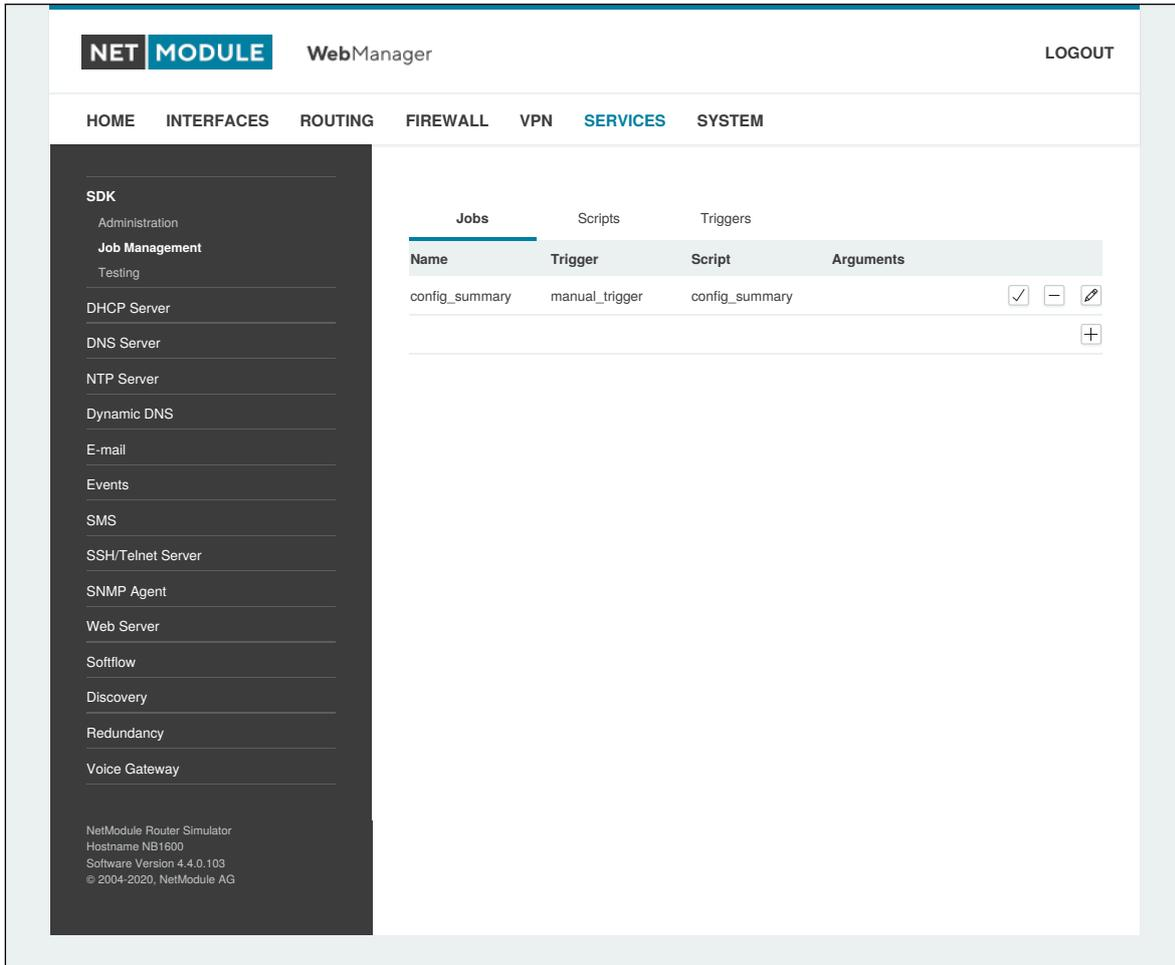 NET MODULE WebManager LOGOUT
HOME INTERFACES ROUTING FIREWALL VPN SERVICES SYSTEM
SDK
Administration
Job Management
Testing
DHCP Server
DNS Server
NTP Server
Dynamic DNS
E-mail
Events
SMS
SSH/Telnet Server
SNMP Agent
Web Server
Softflow
Discovery
Redundancy
Voice Gateway
NetModule Router Simulator
Hostname NB1600
Software Version 4.4.0.103
© 2004-2020, NetModule AG
Jobs Scripts Triggers
Name Trigger Script Arguments
config_summary manual_trigger config_summary